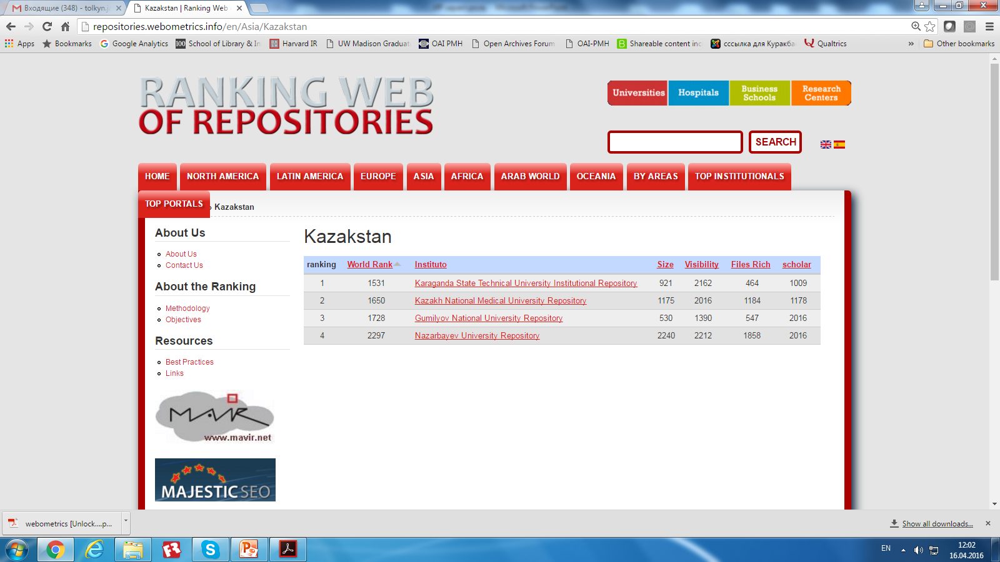 Входящие (348) - tolkyn.j
Kazakstan | Ranking Web
repositories.webometrics.info/en/Asia/Kazakstan
Apps Bookmarks Google Analytics 100 School of Library & In Harvard IR UW Madison Graduat OAI PMH Open Archives Forum OAI-PMH B Shareable content inc сссылка для Куракба Qualtrics » Other bookmarks
RANKING WEB
OF REPOSITORIES
Universities Hospitals Business Schools Research Centers
SEARCH
HOME NORTH AMERICA LATIN AMERICA EUROPE ASIA AFRICA ARAB WORLD OCEANIA BY AREAS TOP INSTITUTIONALS
TOP PORTALS › Kazakstan
About Us
About Us
Contact Us
About the Ranking
Methodology
Objectives
Resources
Best Practices
Links
MAVIR
www.mavir.net
MAJESTIC SEO
Kazakstan
ranking World Rank Instituto Size Visibility Files Rich scholar
1 1531 Karaganda State Technical University Institutional Repository 921 2162 464 1009
2 1650 Kazakh National Medical University Repository 1175 2016 1184 1178
3 1728 Gumilyov National University Repository 530 1390 547 2016
4 2297 Nazarbayev University Repository 2240 2212 1858 2016
webometrics [Unlock....p... Show all downloads...
EN 12:02
16.04.2016